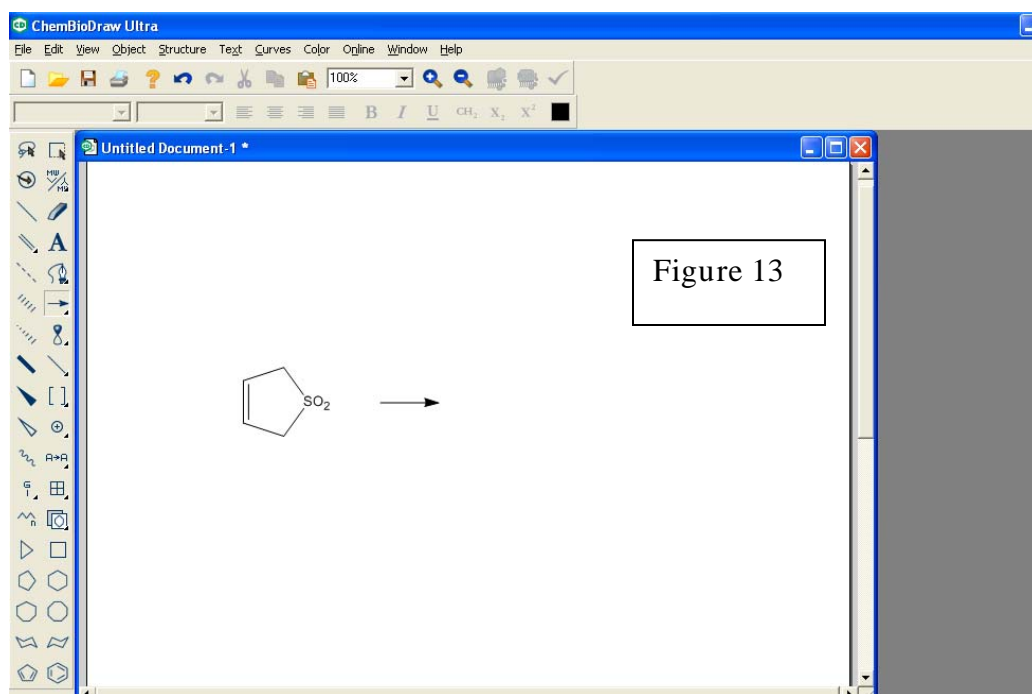 ChemBioDraw Ultra
File Edit View Object Structure Text Curves Color Online Window Help
100%
B I U CH₂ X₂ X²
Untitled Document-1 *
MW
A
Figure 13
SO₂
A→A
n